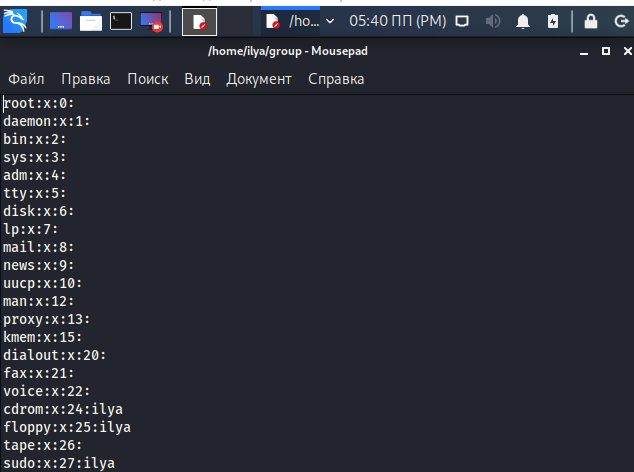 /ho...
05:40 ПП (PM)
/home/ilya/group - Mousepad
Файл Правка Поиск Вид Документ Справка
root:x:0:
daemon:x:1:
bin:x:2:
sys:x:3:
adm:x:4:
tty:x:5:
disk:x:6:
lp:x:7:
mail:x:8:
news:x:9:
uucp:x:10:
man:x:12:
proxy:x:13:
kmem:x:15:
dialout:x:20:
fax:x:21:
voice:x:22:
cdrom:x:24:ilya
floppy:x:25:ilya
tape:x:26:
sudo:x:27:ilya